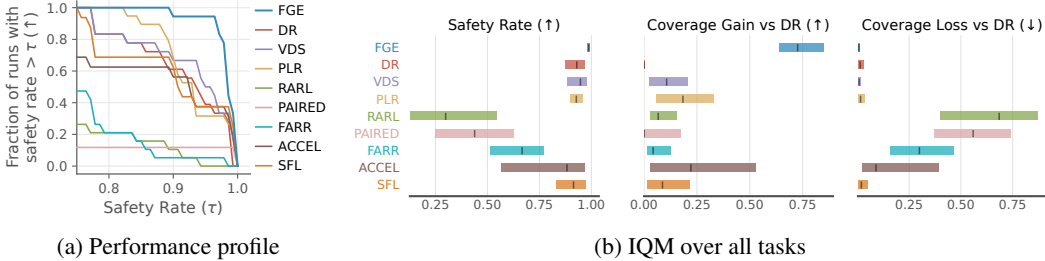 Fraction of runs with
safety rate > τ (↑)
1.0
0.8
0.6
0.4
0.2
0.0
0.8
0.9
1.0
Safety Rate (τ)
FGE
DR
VDS
PLR
RARL
PAIRED
FARR
ACCEL
SFL
(a) Performance profile
Safety Rate (↑)
Coverage Gain vs DR (↑)
Coverage Loss vs DR (↓)
FGE
DR
VDS
PLR
RARL
PAIRED
FARR
ACCEL
SFL
0.25 0.50 0.75 1.00
0.00 0.25 0.50 0.75
0.00 0.25 0.50 0.75
(b) IQM over all tasks